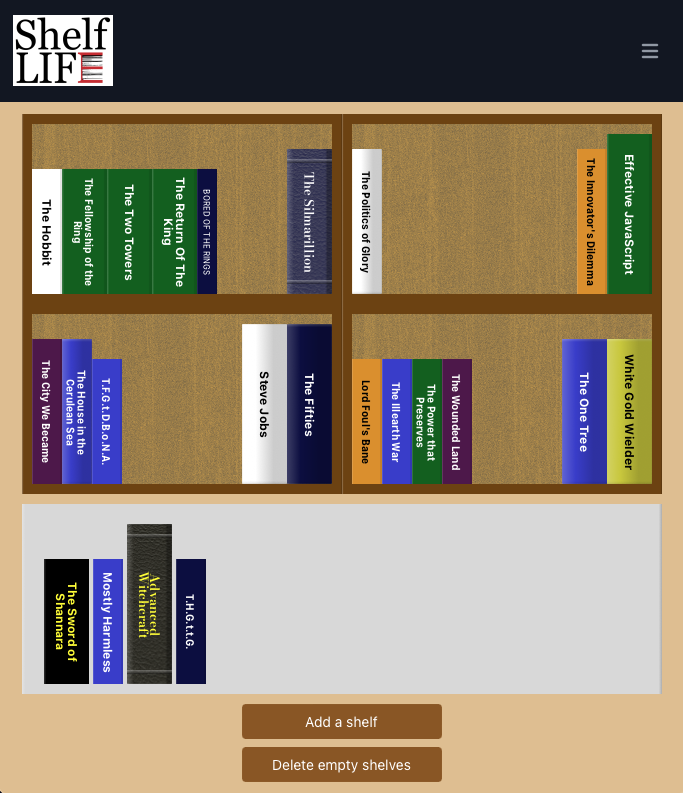 Shelf
LIFE
The Hobbit
The Fellowship of the
Ring
The Two Towers
The Return Of The
King
BORED OF THE RINGS
The Silmarillion
The Politics of Glory
The Innovator's Dilemma
Effective JavaScript
The City We Became
The House in the
Cerulean Sea
T.F.G.t.D.B.o.N.A.
Steve Jobs
The Fifties
Lord Foul's Bane
The Illearth War
The Power that
Preserves
The Wounded Land
The One Tree
White Gold Wielder
The Sword of
Shannara
Mostly Harmless
Advanced
Witchcraft
T.H.G.t.t.G.
Add a shelf
Delete empty shelves